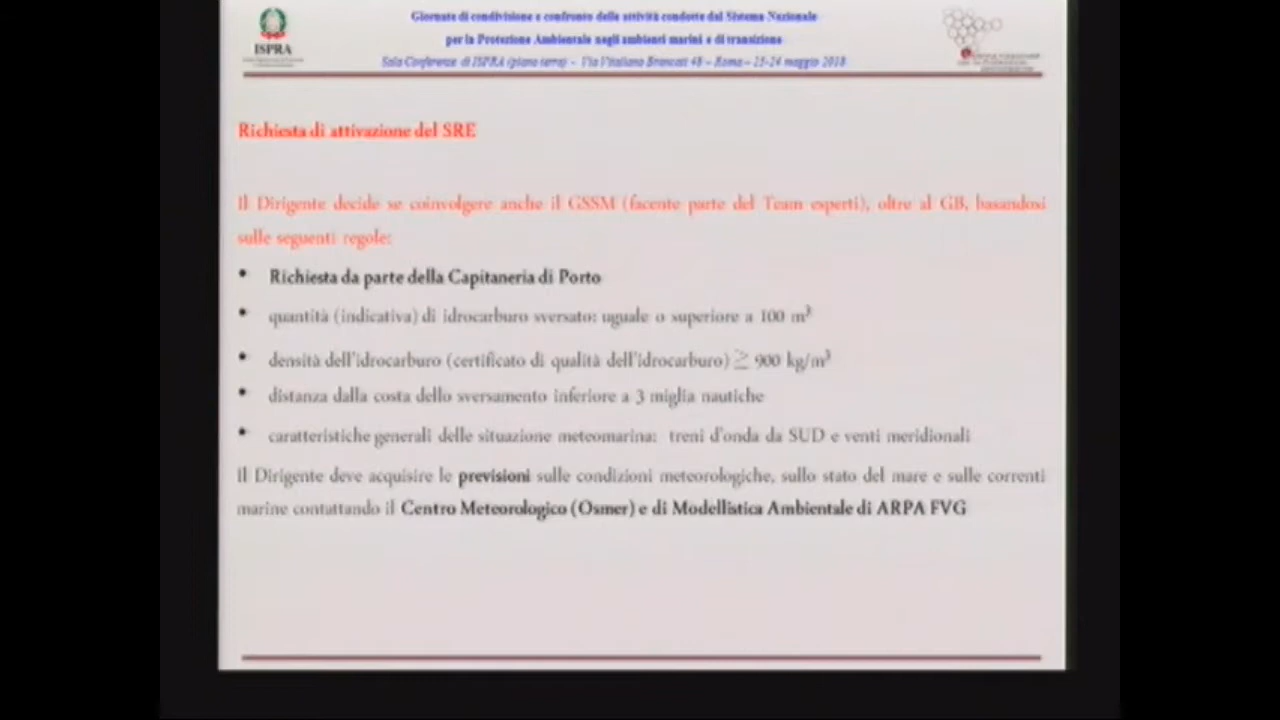 Giornate di condivisione e confronto delle attività condotte dal Sistema Nazionale
per la Protezione Ambientale negli ambienti marini e di transizione
Sala Conferenze di ISPRA (piano terra) - Via Vitaliano Brancati 48 - Roma - 23-24 maggio 2018
ISPRA
Richiesta di attivazione del SRE
Il Dirigente decide se coinvolgere anche il GSSM (facente parte del Team esperti), oltre al GB, basandosi
sulle seguenti regole:
• Richiesta da parte della Capitaneria di Porto
• quantità (indicativa) di idrocarburo sversato: uguale o superiore a 100 m³
• densità dell'idrocarburo (certificato di qualità dell'idrocarburo) ≥ 900 kg/m³
• distanza dalla costa dello sversamento inferiore a 3 miglia nautiche
• caratteristiche generali delle situazione meteomarina: treni d'onda da SUD e venti meridionali
Il Dirigente deve acquisire le previsioni sulle condizioni meteorologiche, sullo stato del mare e sulle correnti
marine contattando il Centro Meteorologico (Osmer) e di Modellistica Ambientale di ARPA FVG